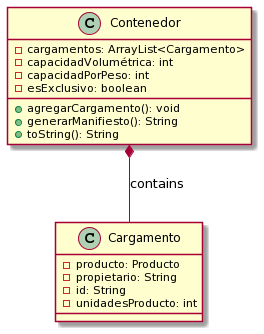 C Contenedor
cargamentos: ArrayList<Cargamento>
capacidadVolumétrica: int
capacidadPorPeso: int
esExclusivo: boolean
agregarCargamento(): void
generarManifiesto(): String
toString(): String
contains
C Cargamento
producto: Producto
propietario: String
id: String
unidadesProducto: int